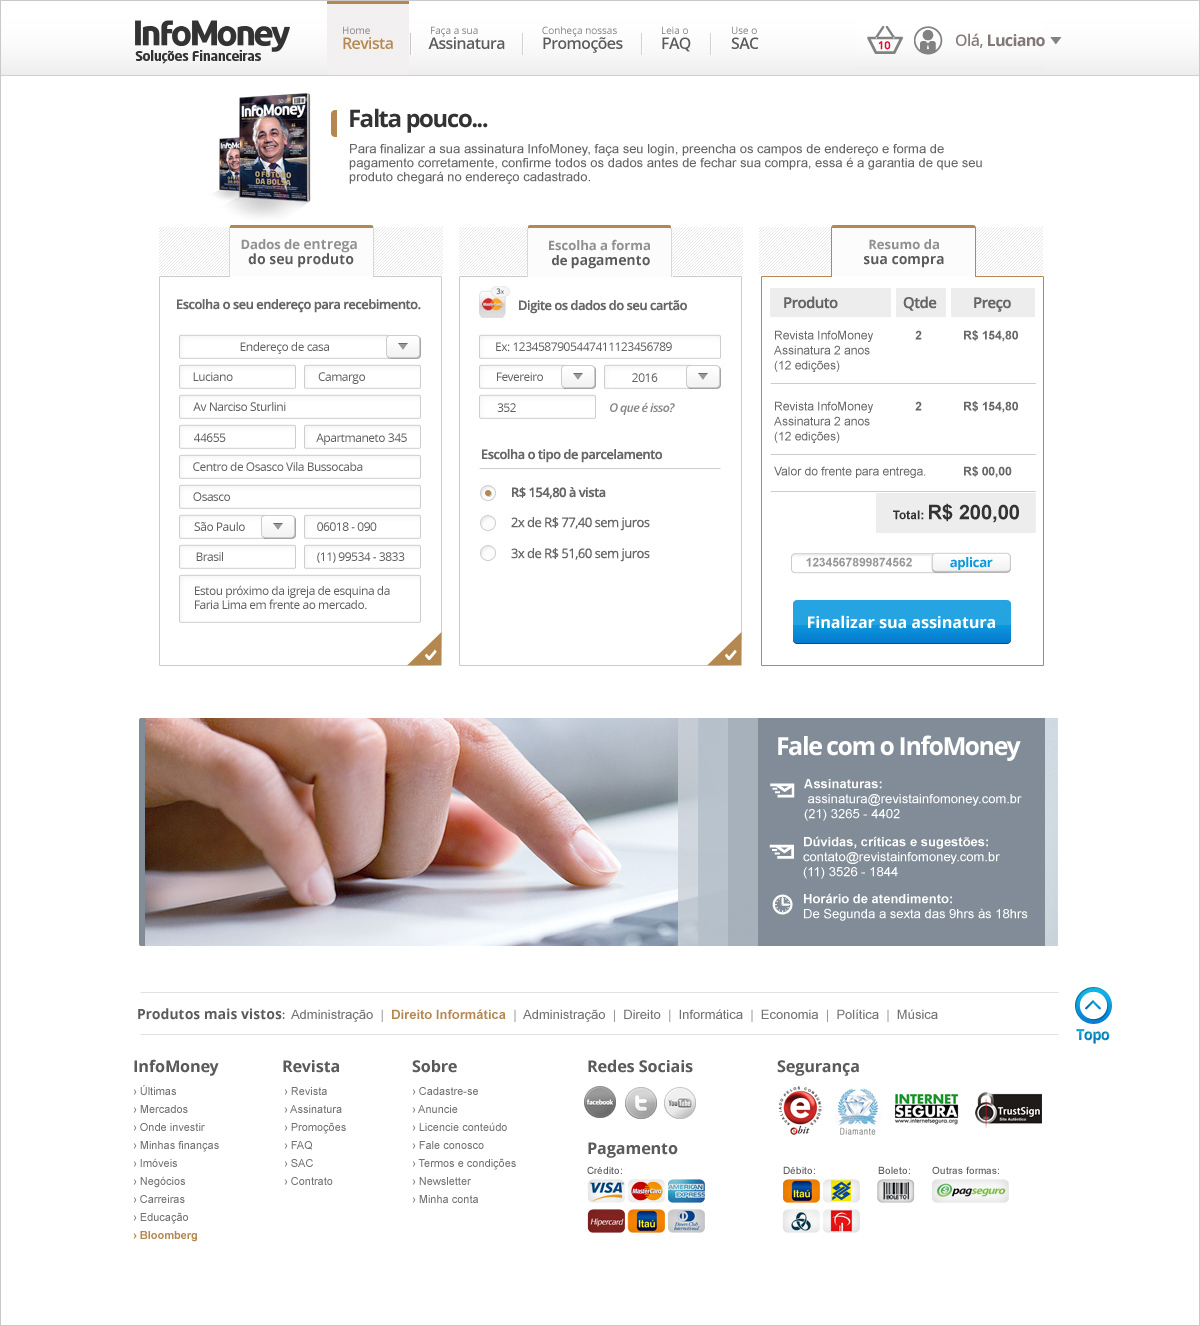 InfoMoney
Soluções Financeiras
Home
Revista
Faça a sua
Assinatura
Conheça nossas
Promoções
Leia o
FAQ
Use o
SAC
10
Olá, Luciano
InfoMoney
O FUTURO
DA BOLSA
Falta pouco...
Para finalizar a sua assinatura InfoMoney, faça seu login, preencha os campos de endereço e forma de
pagamento corretamente, confirme todos os dados antes de fechar sua compra, essa é a garantia de que seu
produto chegará no endereço cadastrado.
Dados de entrega
do seu produto
Escolha o seu endereço para recebimento.
Endereço de casa
Luciano
Camargo
Av Narciso Sturlini
44655
Apartmaneto 345
Centro de Osasco Vila Bussocaba
Osasco
São Paulo
06018 - 090
Brasil
(11) 99534 - 3833
Estou próximo da igreja de esquina da
Faria Lima em frente ao mercado.
Escolha a forma
de pagamento
3x
MasterCard
Digite os dados do seu cartão
Ex: 1234587905447411123456789
Fevereiro
2016
352
O que é isso?
Escolha o tipo de parcelamento
R$ 154,80 à vista
2x de R$ 77,40 sem juros
3x de R$ 51,60 sem juros
Resumo da
sua compra
Produto Qtde Preço
Revista InfoMoney 2 R$ 154,80
Assinatura 2 anos
(12 edições)
Revista InfoMoney 2 R$ 154,80
Assinatura 2 anos
(12 edições)
Valor do frente para entrega. R$ 00,00
Total: R$ 200,00
1234567899874562
aplicar
Finalizar sua assinatura
Fale com o InfoMoney
Assinaturas:
assinatura@revistainfomoney.com.br
(21) 3265 - 4402
Dúvidas, críticas e sugestões:
contato@revistainfomoney.com.br
(11) 3526 - 1844
Horário de atendimento:
De Segunda a sexta das 9hrs às 18hrs
Produtos mais vistos: Administração | Direito Informática | Administração | Direito | Informática | Economia | Política | Música
Topo
InfoMoney
› Últimas
› Mercados
› Onde investir
› Minhas finanças
› Imóveis
› Negócios
› Carreiras
› Educação
› Bloomberg
Revista
› Revista
› Assinatura
› Promoções
› FAQ
› SAC
› Contrato
Sobre
› Cadastre-se
› Anuncie
› Licencie conteúdo
› Fale conosco
› Termos e condições
› Newsletter
› Minha conta
Redes Sociais
facebook
t
YouTube
Pagamento
Crédito:
VISA
MasterCard
AMERICAN EXPRESS
Hipercard
Itaú
Diners Club
International
Segurança
e
ebit
Diamante
INTERNET
SEGURA
www.internetsegura.org
TrustSign
Site Autêntico
Débito:
Itaú
Boleto:
BOLETO
Outras formas:
pagseguro